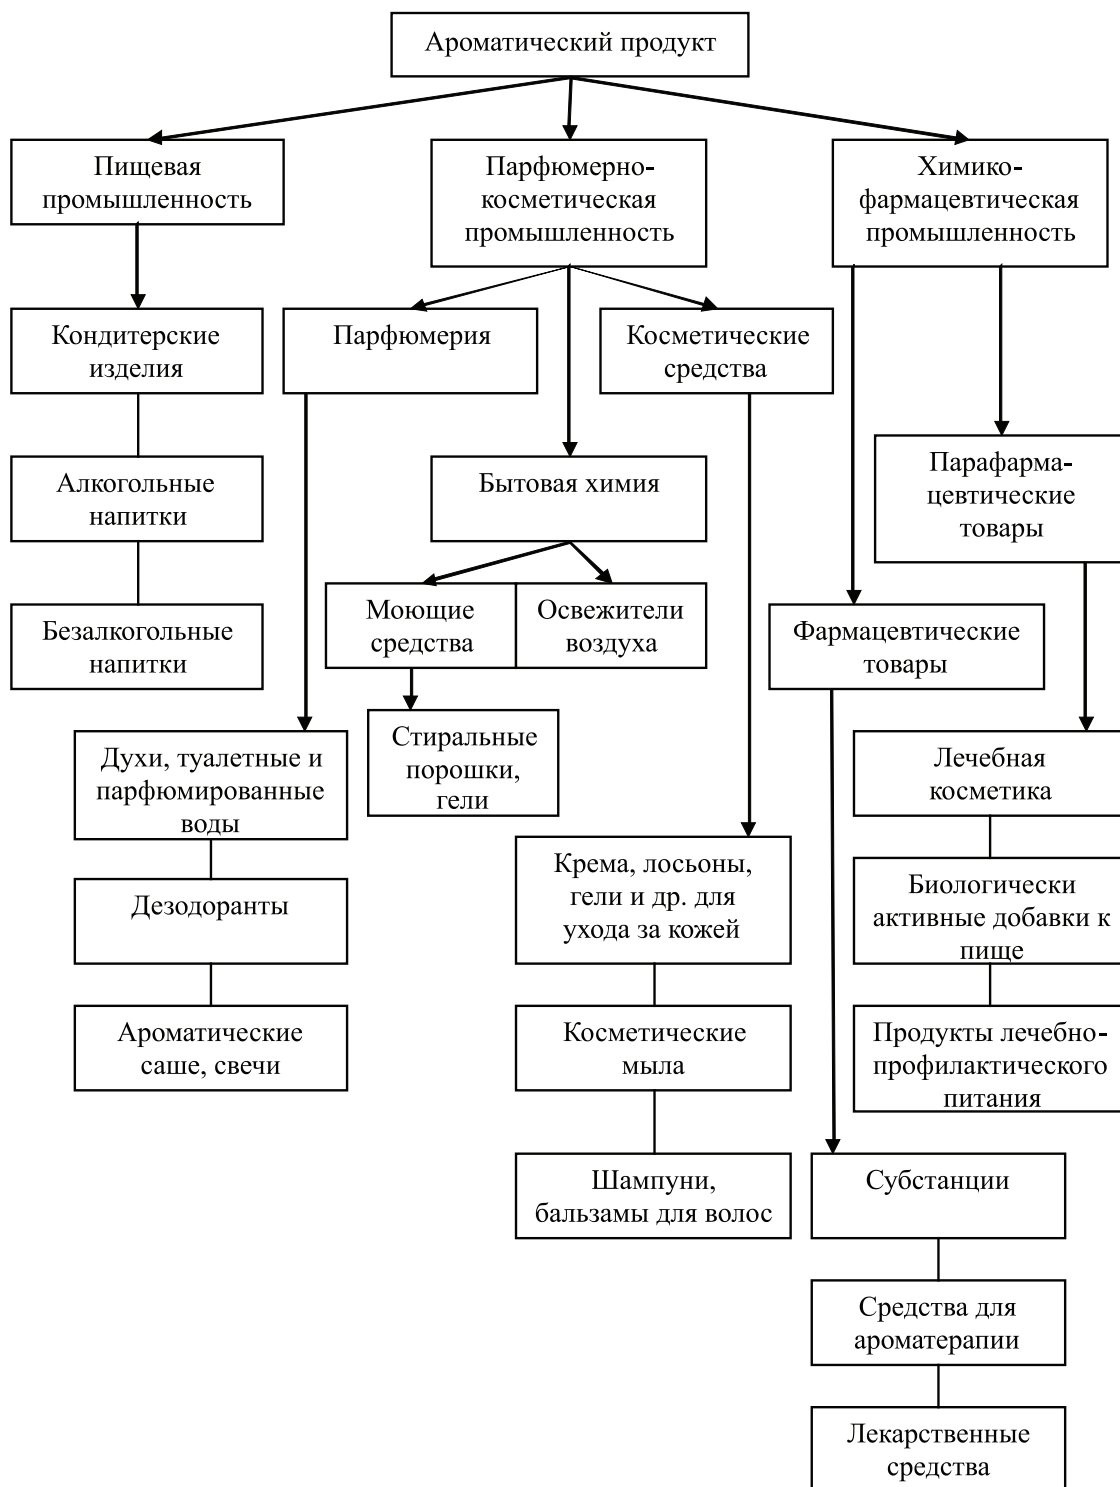 Ароматический продукт
Пищевая
промышленность
Парфюмерно-
косметическая
промышленность
Химико-
фармацевтическая
промышленность
Кондитерские
изделия
Парфюмерия
Косметические
средства
Алкогольные
напитки
Бытовая химия
Парафарма-
цевтические
товары
Безалкогольные
напитки
Моющие
средства
Освежители
воздуха
Фармацевтические
товары
Духи, туалетные и
парфюмированные
воды
Стиральные
порошки,
гели
Лечебная
косметика
Дезодоранты
Крема, лосьоны,
гели и др. для
ухода за кожей
Биологически
активные добавки к
пище
Ароматические
саше, свечи
Косметические
мыла
Продукты лечебно-
профилактического
питания
Шампуни,
бальзамы для волос
Субстанции
Средства для
ароматерапии
Лекарственные
средства